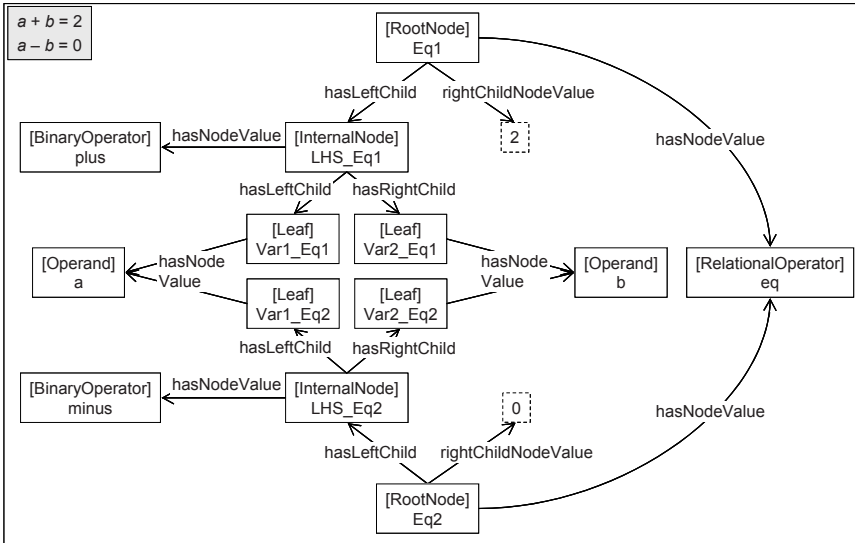 a + b = 2
a – b = 0
[RootNode]
Eq1
hasLeftChild
rightChildNodeValue
2
hasNodeValue
[BinaryOperator]
plus
hasNodeValue
[InternalNode]
LHS_Eq1
hasLeftChild
hasRightChild
[Leaf]
Var1_Eq1
[Leaf]
Var2_Eq1
[Operand]
a
hasNode
Value
hasNode
Value
[Operand]
b
[RelationalOperator]
eq
[Leaf]
Var1_Eq2
[Leaf]
Var2_Eq2
hasLeftChild
hasRightChild
[BinaryOperator]
minus
hasNodeValue
[InternalNode]
LHS_Eq2
0
hasNodeValue
hasLeftChild
rightChildNodeValue
[RootNode]
Eq2